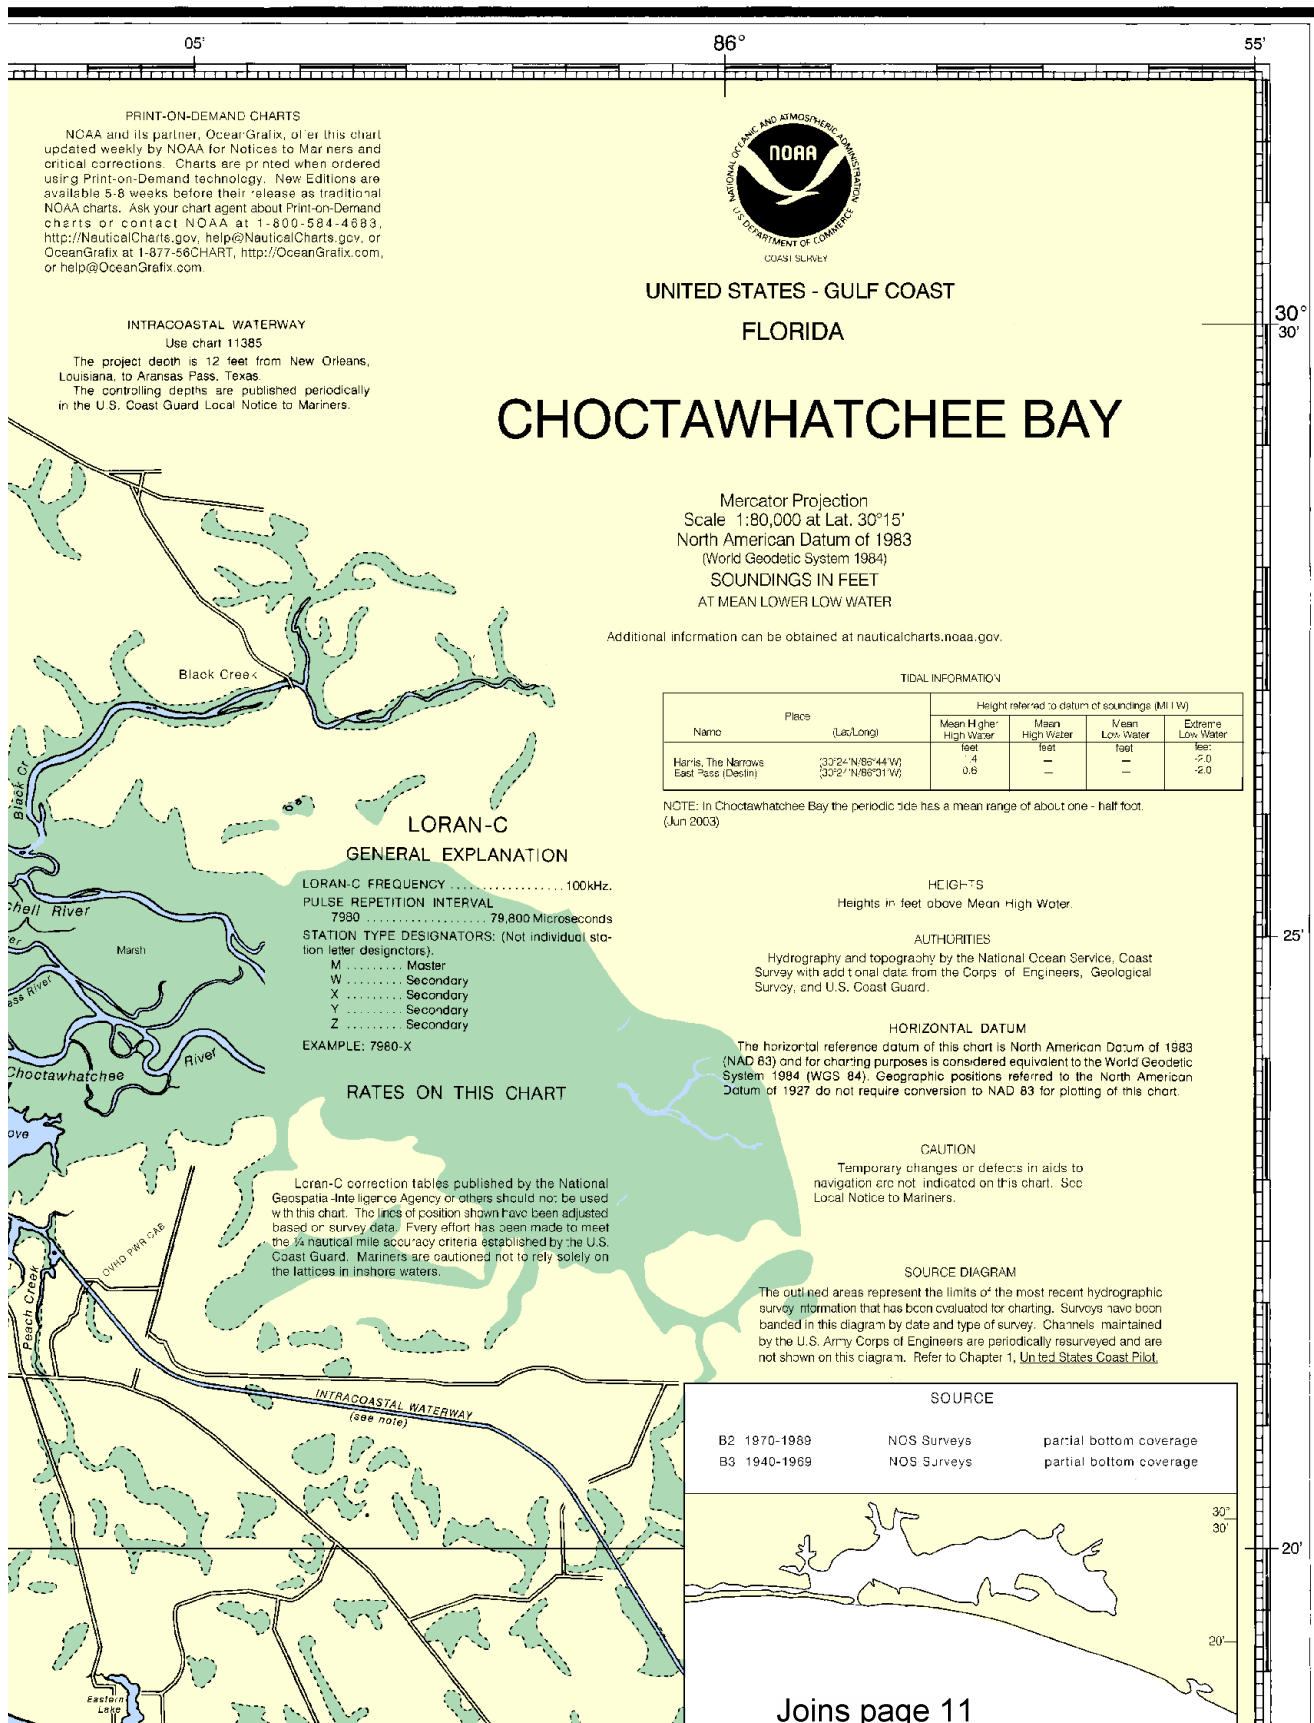 05'
86°
55'
PRINT-ON-DEMAND CHARTS
NOAA and its partner, OceanGrafix, offer this chart
updated weekly by NOAA for Notices to Mariners and
critical corrections. Charts are printed when ordered
using Print-on-Demand technology. New Editions are
available 5-8 weeks before their release as traditional
NOAA charts. Ask your chart agent about Print-on-Demand
charts or contact NOAA at 1-800-584-4683,
http://NauticalCharts.gov, help@NauticalCharts.gov, or
OceanGrafix at 1-877-56CHART, http://OceanGrafix.com,
or help@OceanGrafix.com.
NATIONAL OCEANIC AND ATMOSPHERIC ADMINISTRATION
NOAA
U.S. DEPARTMENT OF COMMERCE
COAST SURVEY
UNITED STATES - GULF COAST
FLORIDA
30°
30'
INTRACOASTAL WATERWAY
Use chart 11385
The project depth is 12 feet from New Orleans,
Louisiana, to Aransas Pass, Texas.
The controlling depths are published periodically
in the U.S. Coast Guard Local Notice to Mariners.
CHOCTAWHATCHEE BAY
Mercator Projection
Scale 1:80,000 at Lat. 30°15'
North American Datum of 1983
(World Geodetic System 1984)
SOUNDINGS IN FEET
AT MEAN LOWER LOW WATER
Additional information can be obtained at nauticalcharts.noaa.gov.
Black Creek
TIDAL INFORMATION
Place
Height referred to datum of soundings (MLLW)
Name (Lat/Long) Mean Higher High Water Mean High Water Mean Low Water Extreme Low Water
feet feet feet feet
Harris, The Narrows (30°24'N/86°44'W) 1.4 — — -2.0
East Pass (Destin) (30°24'N/86°31'W) 0.6 — — -2.0
NOTE: In Choctawhatchee Bay the periodic tide has a mean range of about one - half foot.
(Jun 2003)
Black Cr
LORAN-C
GENERAL EXPLANATION
LORAN-C FREQUENCY .................. 100kHz.
PULSE REPETITION INTERVAL
7980 ................... 79,800 Microseconds
STATION TYPE DESIGNATORS: (Not individual sta-
tion letter designators).
M ......... Master
W ......... Secondary
X ......... Secondary
Y ......... Secondary
Z ......... Secondary
EXAMPLE: 7980-X
RATES ON THIS CHART
chell River
Marsh
ess River
River
Choctawhatchee
ove
HEIGHTS
Heights in feet above Mean High Water.
25'
AUTHORITIES
Hydrography and topography by the National Ocean Service, Coast
Survey with additional data from the Corps of Engineers, Geological
Survey, and U.S. Coast Guard.
HORIZONTAL DATUM
The horizontal reference datum of this chart is North American Datum of 1983
(NAD 83) and for charting purposes is considered equivalent to the World Geodetic
System 1984 (WGS 84). Geographic positions referred to the North American
Datum of 1927 do not require conversion to NAD 83 for plotting of this chart.
CAUTION
Temporary changes or defects in aids to
navigation are not indicated on this chart. See
Local Notice to Mariners.
Loran-C correction tables published by the National
Geospatial-Intelligence Agency or others should not be used
with this chart. The lines of position shown have been adjusted
based on survey data. Every effort has been made to meet
the ¼ nautical mile accuracy criteria established by the U.S.
Coast Guard. Mariners are cautioned not to rely solely on
the lattices in inshore waters.
OVHD PWR CAB
Peach Creek
SOURCE DIAGRAM
The outlined areas represent the limits of the most recent hydrographic
survey information that has been evaluated for charting. Surveys have been
banded in this diagram by date and type of survey. Channels maintained
by the U.S. Army Corps of Engineers are periodically resurveyed and are
not shown on this diagram. Refer to Chapter 1, United States Coast Pilot.
INTRACOASTAL WATERWAY
(see note)
SOURCE
B2 1970-1989 NOS Surveys partial bottom coverage
B3 1940-1969 NOS Surveys partial bottom coverage
30°
30'
20'
20'
Eastern
Lake
Joins page 11